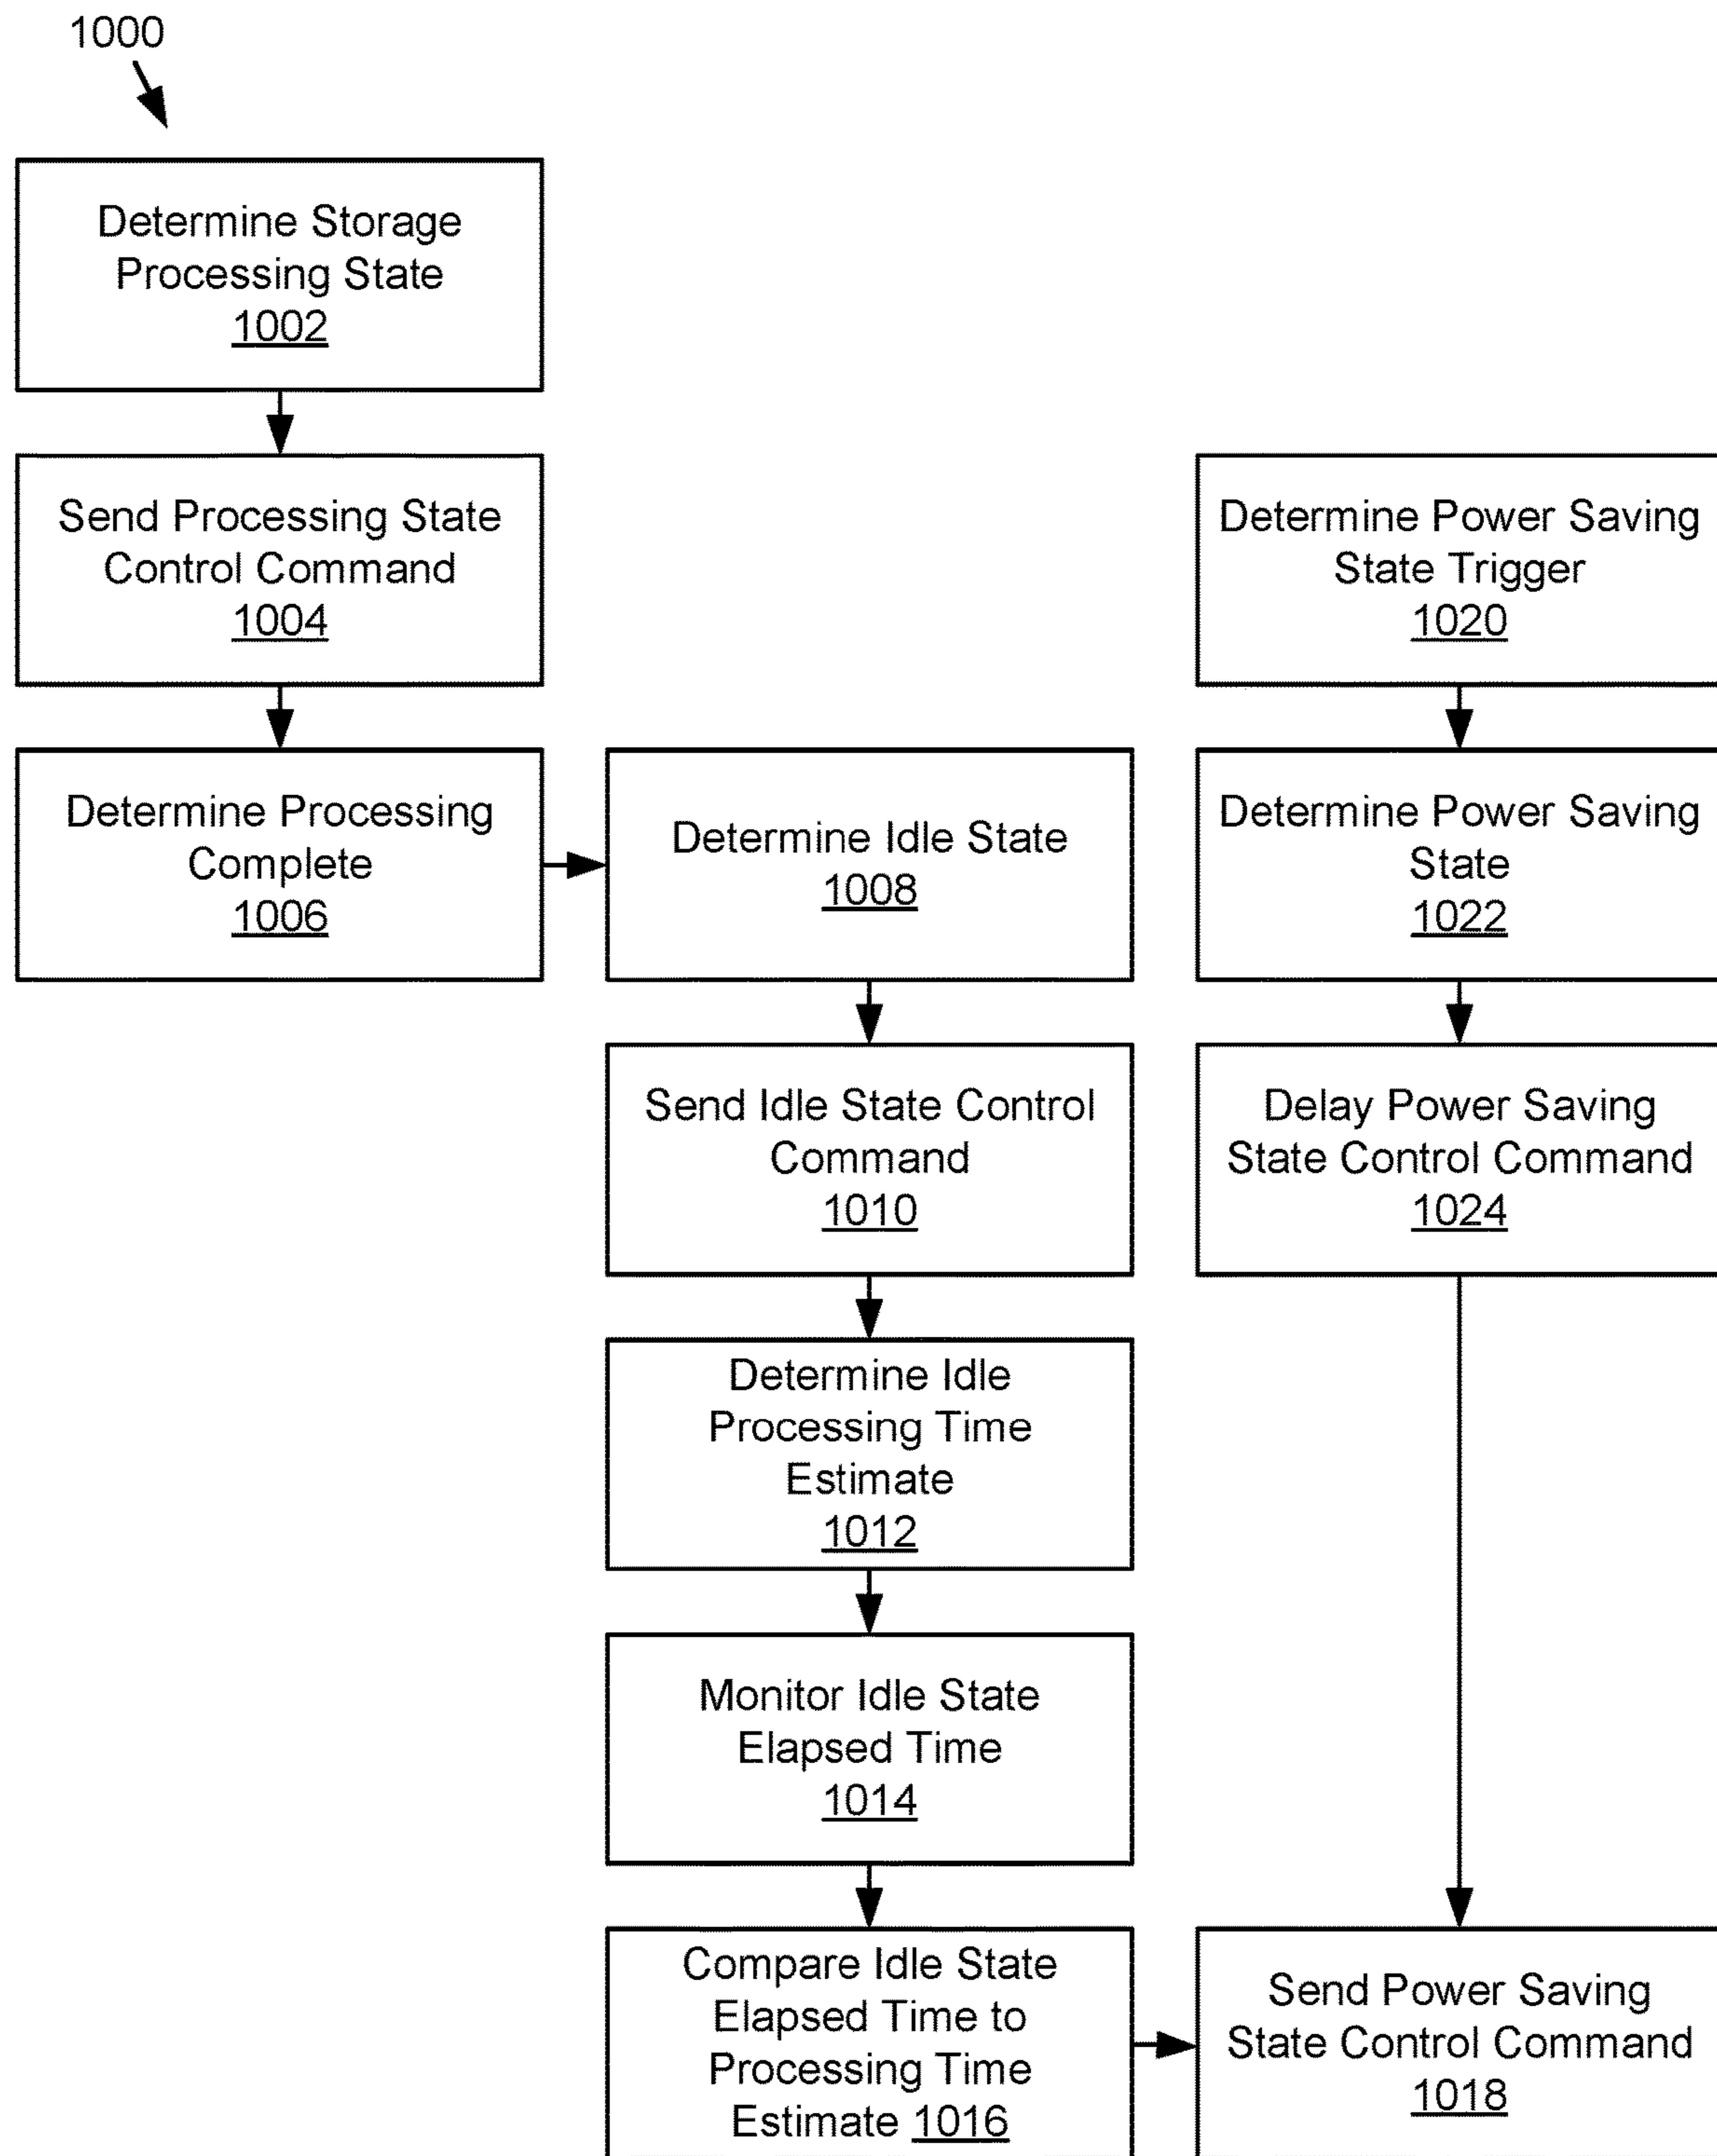 1000
Determine Storage
Processing State
1002
Send Processing State
Control Command
1004
Determine Processing
Complete
1006
Determine Idle State
1008
Send Idle State Control
Command
1010
Determine Idle
Processing Time
Estimate
1012
Monitor Idle State
Elapsed Time
1014
Compare Idle State
Elapsed Time to
Processing Time
Estimate 1016
Determine Power Saving
State Trigger
1020
Determine Power Saving
State
1022
Delay Power Saving
State Control Command
1024
Send Power Saving
State Control Command
1018